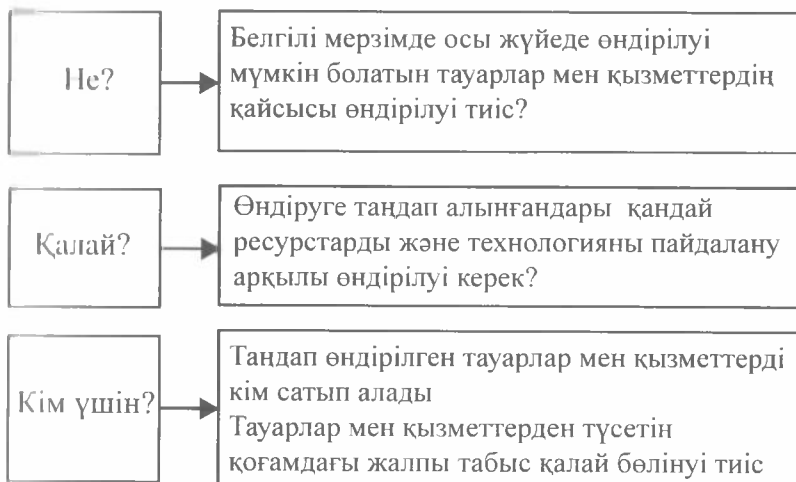 Не?
Белгілі мерзімде осы жүйеде өндірілуі
мүмкін болатын тауарлар мен қызметтердің
қайсысы өндірілуі тиіс?
Қалай?
Өндіруге таңдап алынғандары қандай
ресурстарды және технологияны пайдалану
арқылы өндірілуі керек?
Кім үшін?
Таңдап өндірілген тауарлар мен қызметтерді
кім сатып алады
Тауарлар мен қызметтерден түсетін
қоғамдағы жалпы табыс қалай бөлінуі тиіс